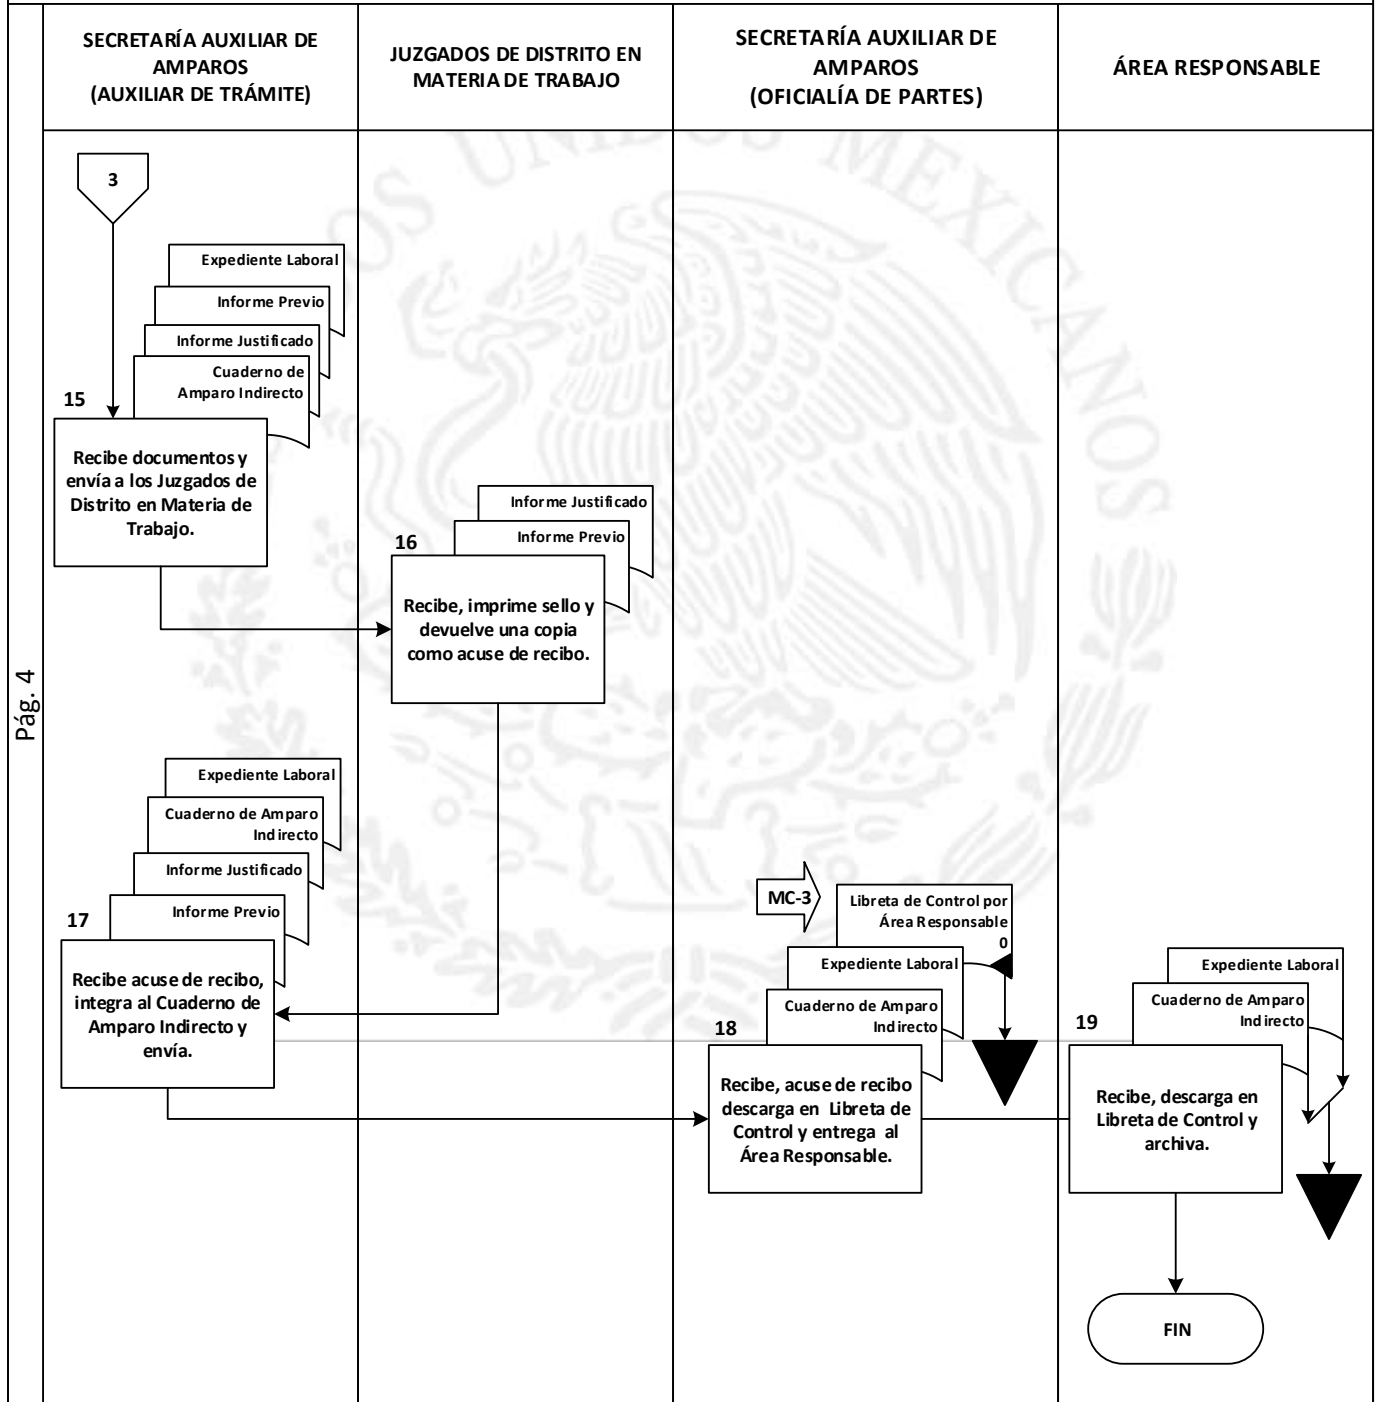 SECRETARÍA AUXILIAR DE
AMPAROS
(AUXILIAR DE TRÁMITE)
JUZGADOS DE DISTRITO EN
MATERIA DE TRABAJO
SECRETARÍA AUXILIAR DE
AMPAROS
(OFICIALÍA DE PARTES)
ÁREA RESPONSABLE
Pág. 4
UNIDOS MEXICANOS
3
Expediente Laboral
Informe Previo
Informe Justificado
Cuaderno de
Amparo Indirecto
15
Recibe documentos y
envía a los Juzgados de
Distrito en Materia de
Trabajo.
Informe Justificado
Informe Previo
16
Recibe, imprime sello y
devuelve una copia
como acuse de recibo.
Expediente Laboral
Cuaderno de Amparo
Indirecto
Informe Justificado
Informe Previo
17
Recibe acuse de recibo,
integra al Cuaderno de
Amparo Indirecto y
envía.
MC-3
Libreta de Control por
Área Responsable
0
Expediente Laboral
Cuaderno de Amparo
Indirecto
18
Recibe, acuse de recibo
descarga en Libreta de
Control y entrega al
Área Responsable.
Expediente Laboral
Cuaderno de Amparo
Indirecto
19
Recibe, descarga en
Libreta de Control y
archiva.
FIN